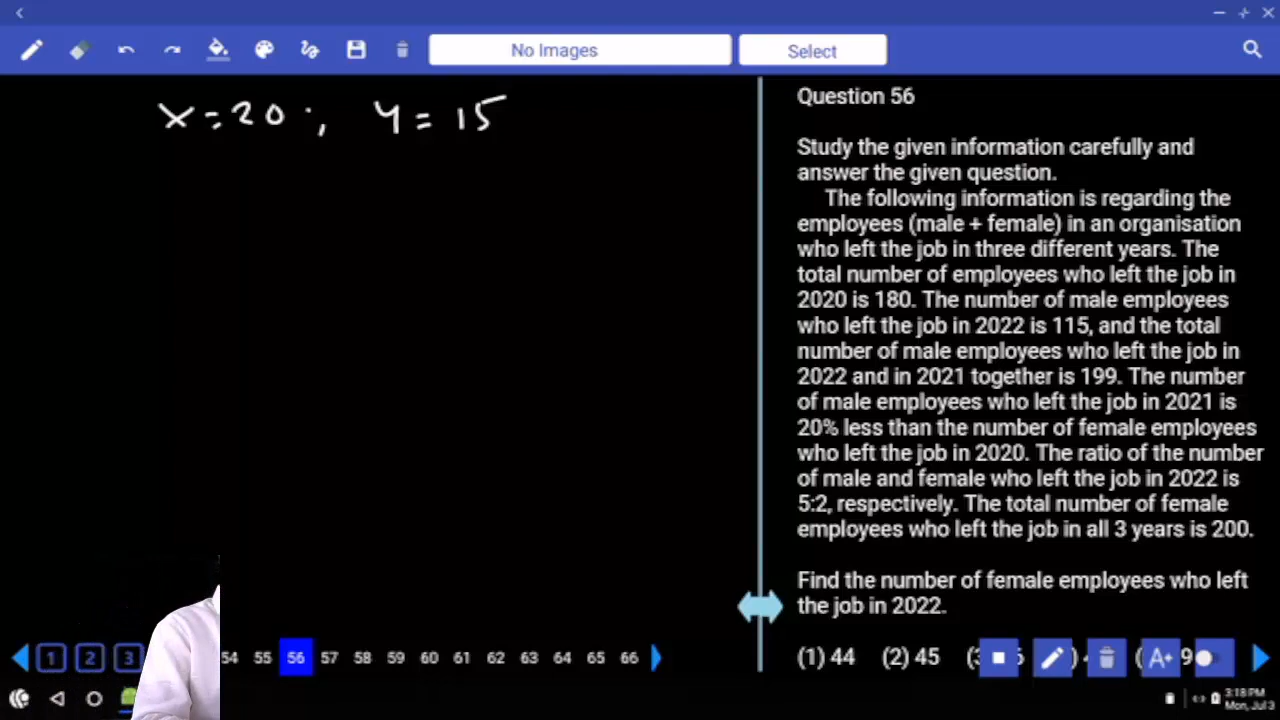 No Images
Select
x = 20 ; y = 15
Question 56
Study the given information carefully and
answer the given question.
The following information is regarding the
employees (male + female) in an organisation
who left the job in three different years. The
total number of employees who left the job in
2020 is 180. The number of male employees
who left the job in 2022 is 115, and the total
number of male employees who left the job in
2022 and in 2021 together is 199. The number
of male employees who left the job in 2021 is
20% less than the number of female employees
who left the job in 2020. The ratio of the number
of male and female who left the job in 2022 is
5:2, respectively. The total number of female
employees who left the job in all 3 years is 200.
Find the number of female employees who left
the job in 2022.
(1) 44 (2) 45
1 2 3 54 55 56 57 58 59 60 61 62 63 64 65 66
A+
3:18 PM
Mon, Jul 3